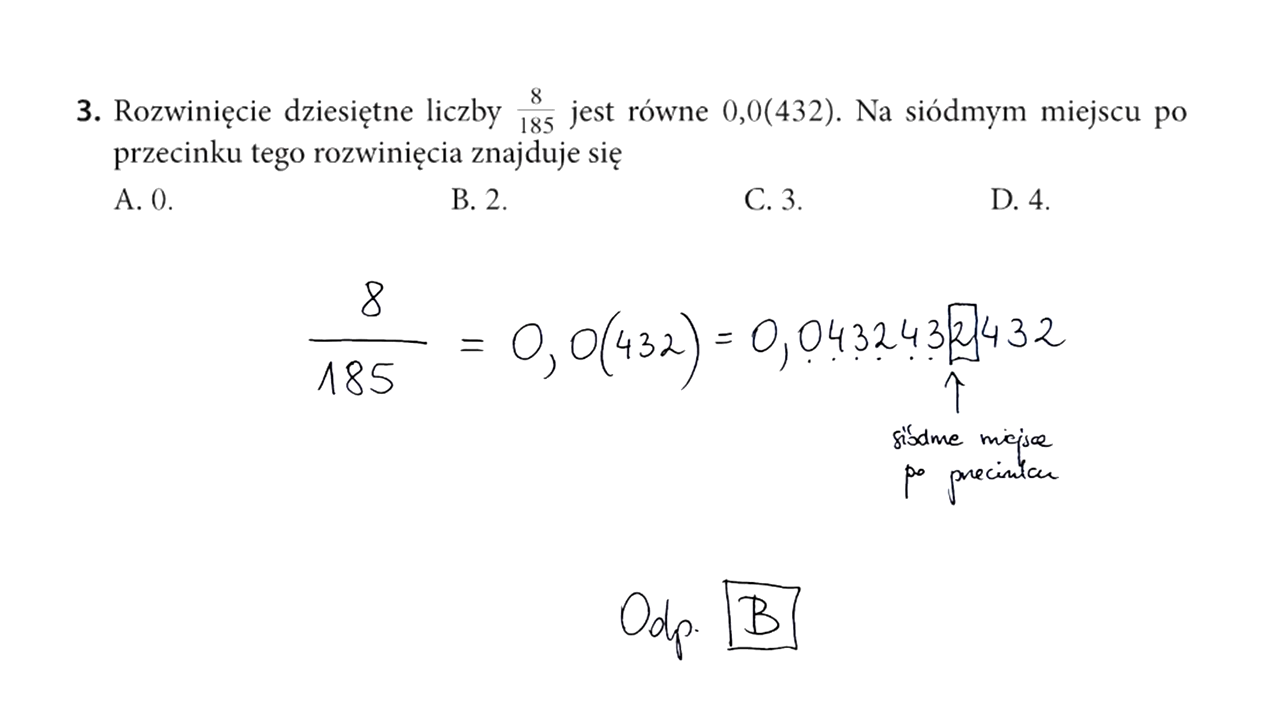 3. Rozwinięcie dziesiętne liczby 8/185 jest równe 0,0(432). Na siódmym miejscu po
przecinku tego rozwinięcia znajduje się
A. 0. B. 2. C. 3. D. 4.
8/185 = 0,0(432) = 0,0432432432
↑
siódme miejsce
po przecinku
Odp. B